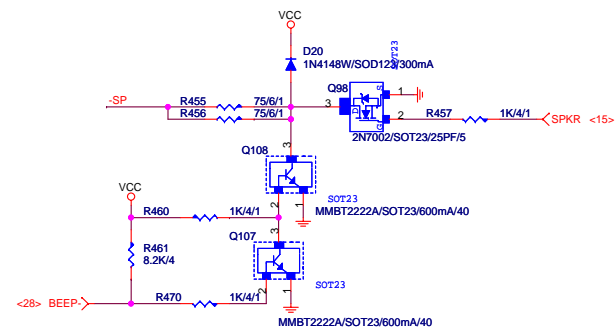 VCC
D20
1N4148W/SOD123/300mA
SOT23
Q98
-SP
R455
75/6/1
R456
75/6/1
3
S
1
D
G
2
R457
1K/4/1
SPKR <15>
2N7002/SOT23/25PF/5
Q108
3
2
1
SOT23
MMBT2222A/SOT23/600mA/40
VCC
R460
1K/4/1
R461
8.2K/4
Q107
3
SOT23
<28> BEEP-
R470
1K/4/1
2
1
MMBT2222A/SOT23/600mA/40